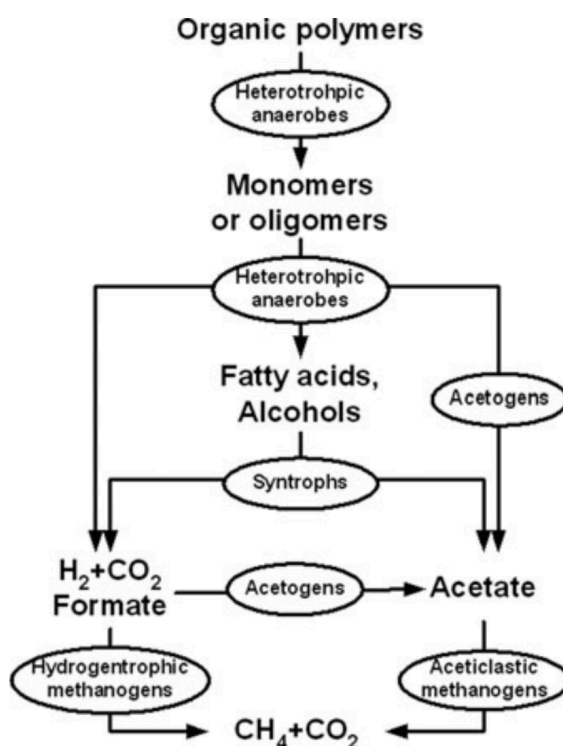 Organic polymers
Heterotrohpic
anaerobes
Monomers
or oligomers
Heterotrohpic
anaerobes
Fatty acids,
Alcohols
Acetogens
Syntrophs
H₂+CO₂
Formate
Acetogens
Acetate
Hydrogentrophic
methanogens
Aceticlastic
methanogens
CH₄+CO₂